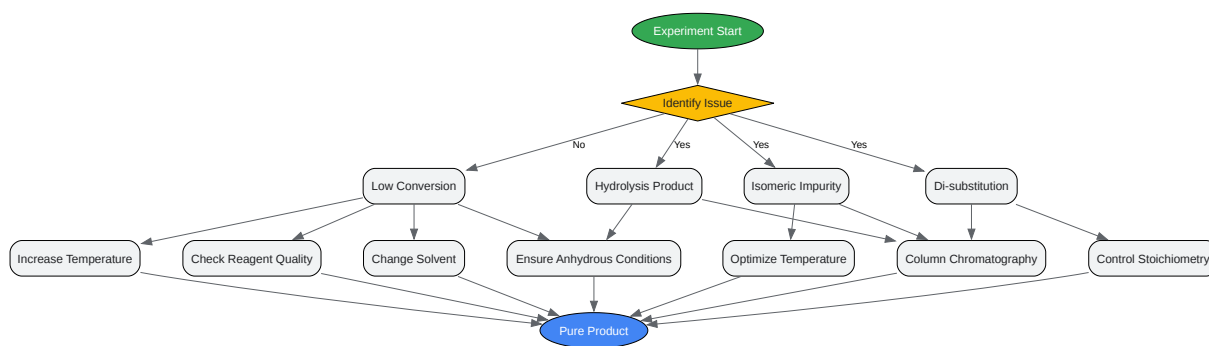 Experiment Start
Identify Issue
No
Yes
Yes
Yes
Low Conversion
Hydrolysis Product
Isomeric Impurity
Di-substitution
Increase Temperature
Check Reagent Quality
Change Solvent
Ensure Anhydrous Conditions
Optimize Temperature
Column Chromatography
Control Stoichiometry
Pure Product